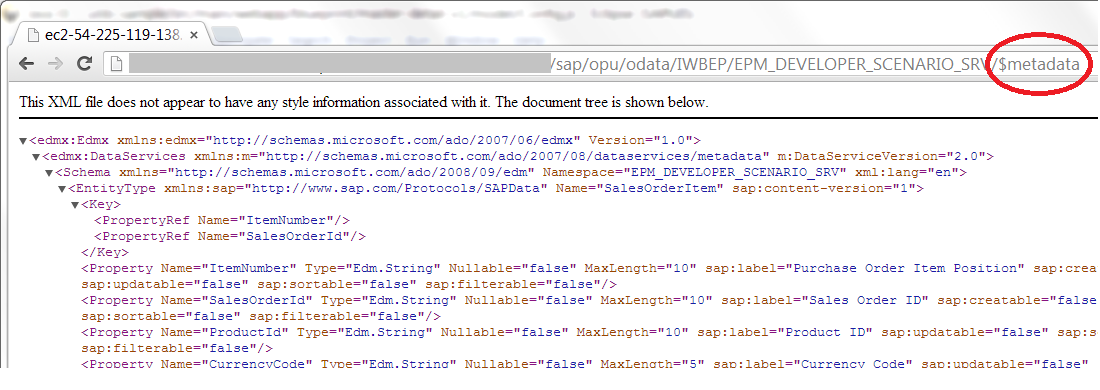 ec2-54-225-119-138.
/sap/opu/odata/IWBEP/EPM_DEVELOPER_SCENARIO_SRV/$metadata
This XML file does not appear to have any style information associated with it. The document tree is shown below.
▼<edmx:Edmx xmlns:edmx="http://schemas.microsoft.com/ado/2007/06/edmx" Version="1.0">
▼<edmx:DataServices xmlns:m="http://schemas.microsoft.com/ado/2007/08/dataservices/metadata" m:DataServiceVersion="2.0">
▼<Schema xmlns="http://schemas.microsoft.com/ado/2008/09/edm" Namespace="EPM_DEVELOPER_SCENARIO_SRV" xml:lang="en">
▼<EntityType xmlns:sap="http://www.sap.com/Protocols/SAPData" Name="SalesOrderItem" sap:content-version="1">
▼<Key>
<PropertyRef Name="ItemNumber"/>
<PropertyRef Name="SalesOrderId"/>
</Key>
<Property Name="ItemNumber" Type="Edm.String" Nullable="false" MaxLength="10" sap:label="Purchase Order Item Position" sap:crea
sap:updatable="false" sap:sortable="false" sap:filterable="false"/>
<Property Name="SalesOrderId" Type="Edm.String" Nullable="false" MaxLength="10" sap:label="Sales Order ID" sap:creatable="false
sap:sortable="false" sap:filterable="false"/>
<Property Name="ProductId" Type="Edm.String" Nullable="false" MaxLength="10" sap:label="Product ID" sap:updatable="false" sap:s
sap:filterable="false"/>
<Property Name="CurrencyCode" Type="Edm.String" Nullable="false" MaxLength="5" sap:label="Currency Code" sap:updatable="false"